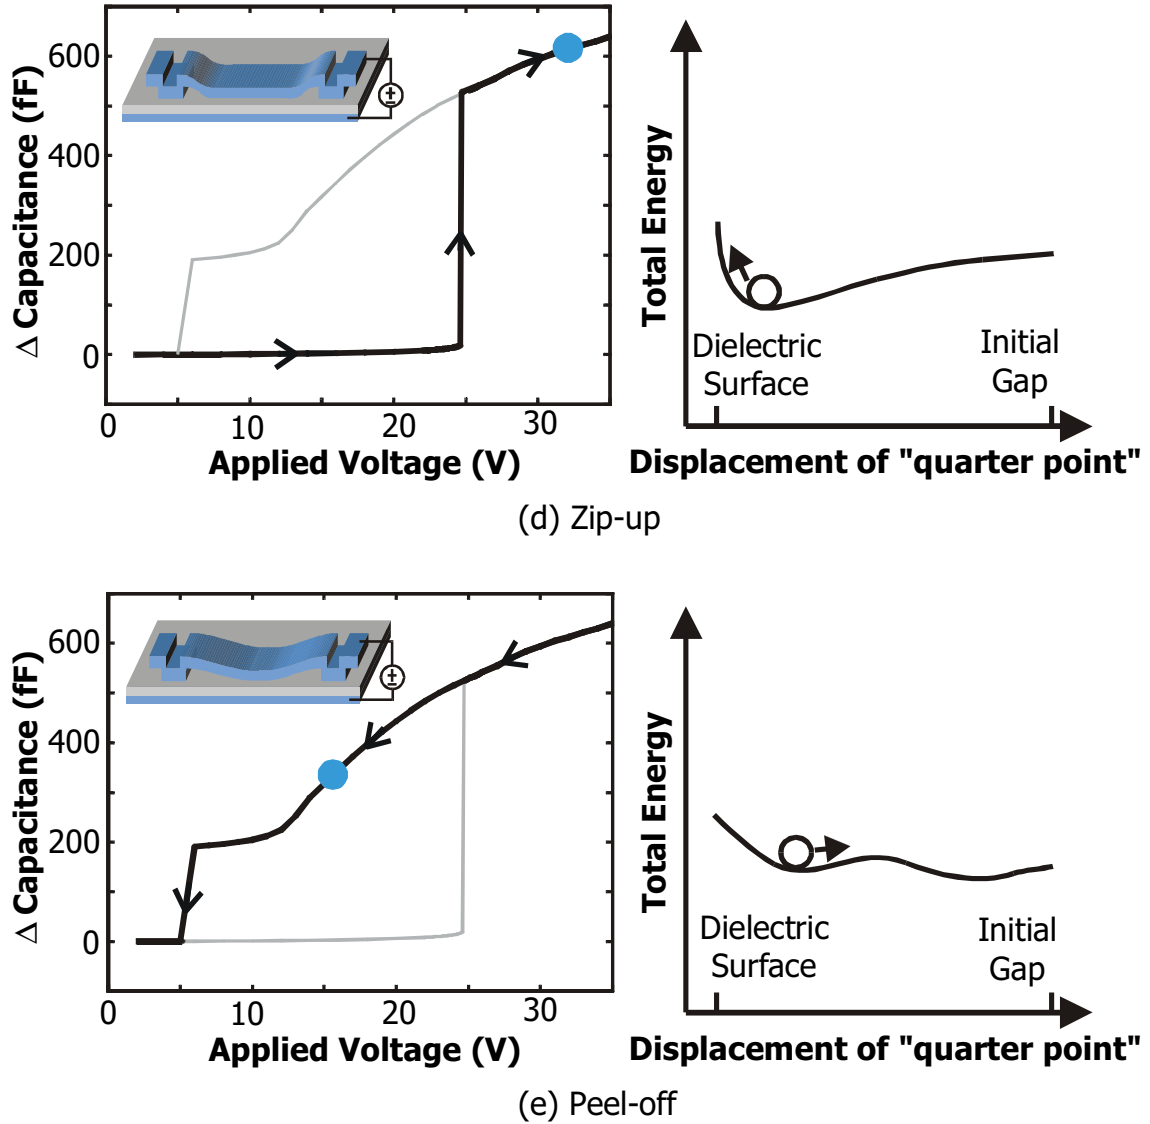 Δ Capacitance (fF)
600
400
200
0
0
10
20
30
Applied Voltage (V)
Total Energy
Dielectric
Surface
Initial
Gap
Displacement of "quarter point"
(d) Zip-up
Δ Capacitance (fF)
600
400
200
0
0
10
20
30
Applied Voltage (V)
Total Energy
Dielectric
Surface
Initial
Gap
Displacement of "quarter point"
(e) Peel-off